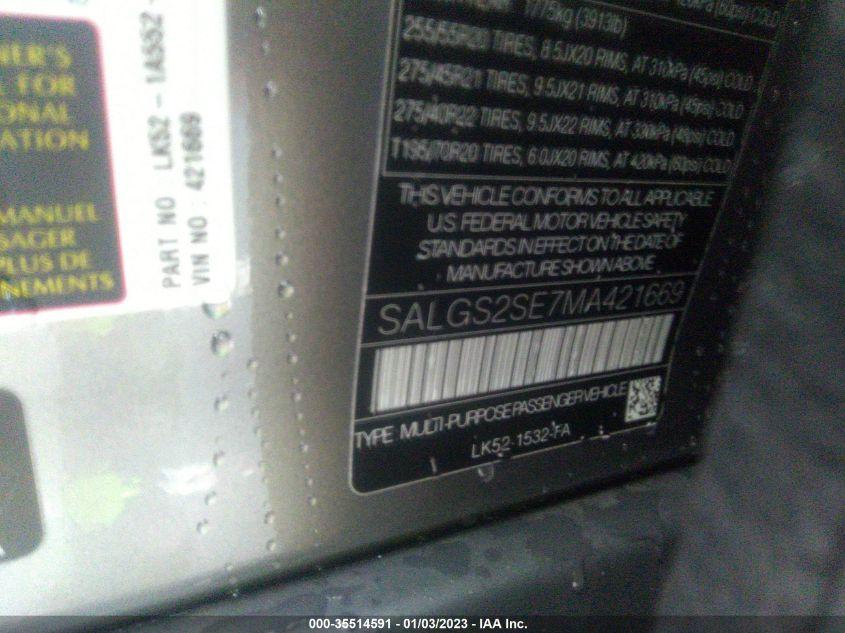 NER'S
FOR
ONAL
ATION
MANUEL
SAGER
PLUS DE
NEMENTS
PART NO LK52 - 1A552 -
VIN NO : 421669
1775kg (3913lb)
255/55R20 TIRES, 8.5JX20 RIMS, AT 310kPa (45psi) COLD
275/45R21 TIRES, 9.5JX21 RIMS, AT 310kPa (45psi) COLD
275/40R22 TIRES, 9.5JX22 RIMS, AT 330kPa (48psi) COLD
T195/70R20 TIRES, 6.0JX20 RIMS, AT 420kPa (60psi) COLD
THIS VEHICLE CONFORMS TO ALL APPLICABLE
U.S. FEDERAL MOTOR VEHICLE SAFETY
STANDARDS IN EFFECT ON THE DATE OF
MANUFACTURE SHOWN ABOVE
SALGS2SE7MA421669
TYPE MULTI-PURPOSE PASSENGER VEHICLE
LK52-1532-FA
000-35514591 - 01/03/2023 - IAA Inc.